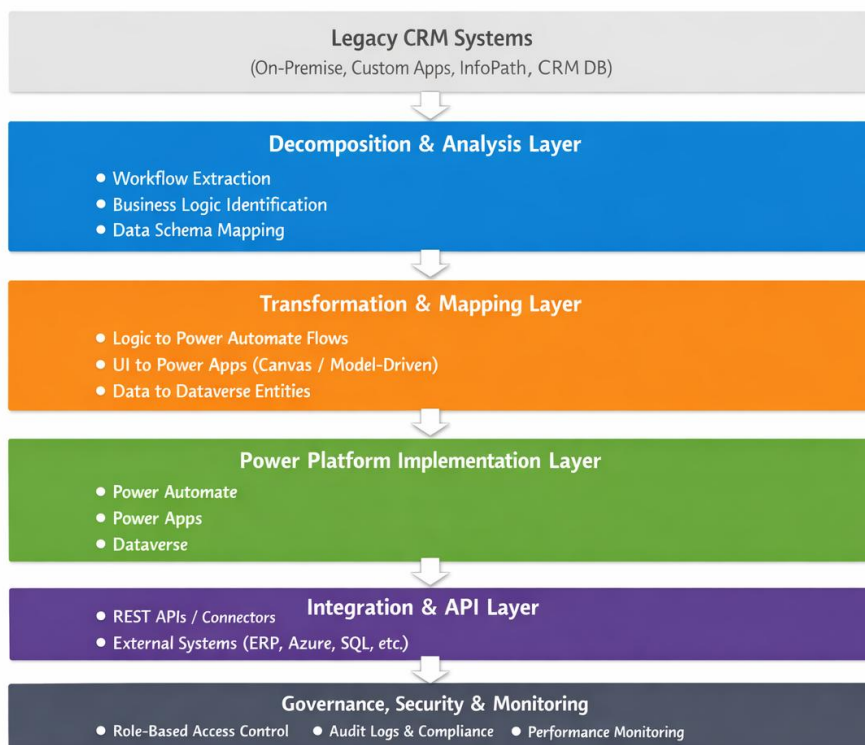 Legacy CRM Systems
(On-Premise, Custom Apps, InfoPath, CRM DB)
Decomposition & Analysis Layer
• Workflow Extraction
• Business Logic Identification
• Data Schema Mapping
Transformation & Mapping Layer
• Logic to Power Automate Flows
• UI to Power Apps (Canvas / Model-Driven)
• Data to Dataverse Entities
Power Platform Implementation Layer
• Power Automate
• Power Apps
• Dataverse
Integration & API Layer
• REST APIs / Connectors
• External Systems (ERP, Azure, SQL, etc.)
Governance, Security & Monitoring
• Role-Based Access Control • Audit Logs & Compliance • Performance Monitoring